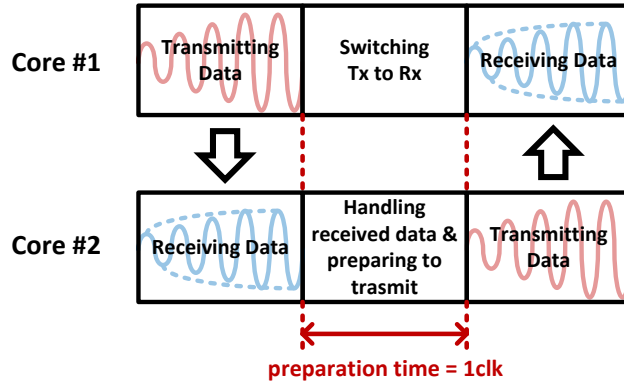 Core #1
Transmitting
Data
Switching
Tx to Rx
Receiving Data
Core #2
Receiving Data
Handling
received data &
preparing to
trasmit
Transmitting
Data
preparation time = 1clk